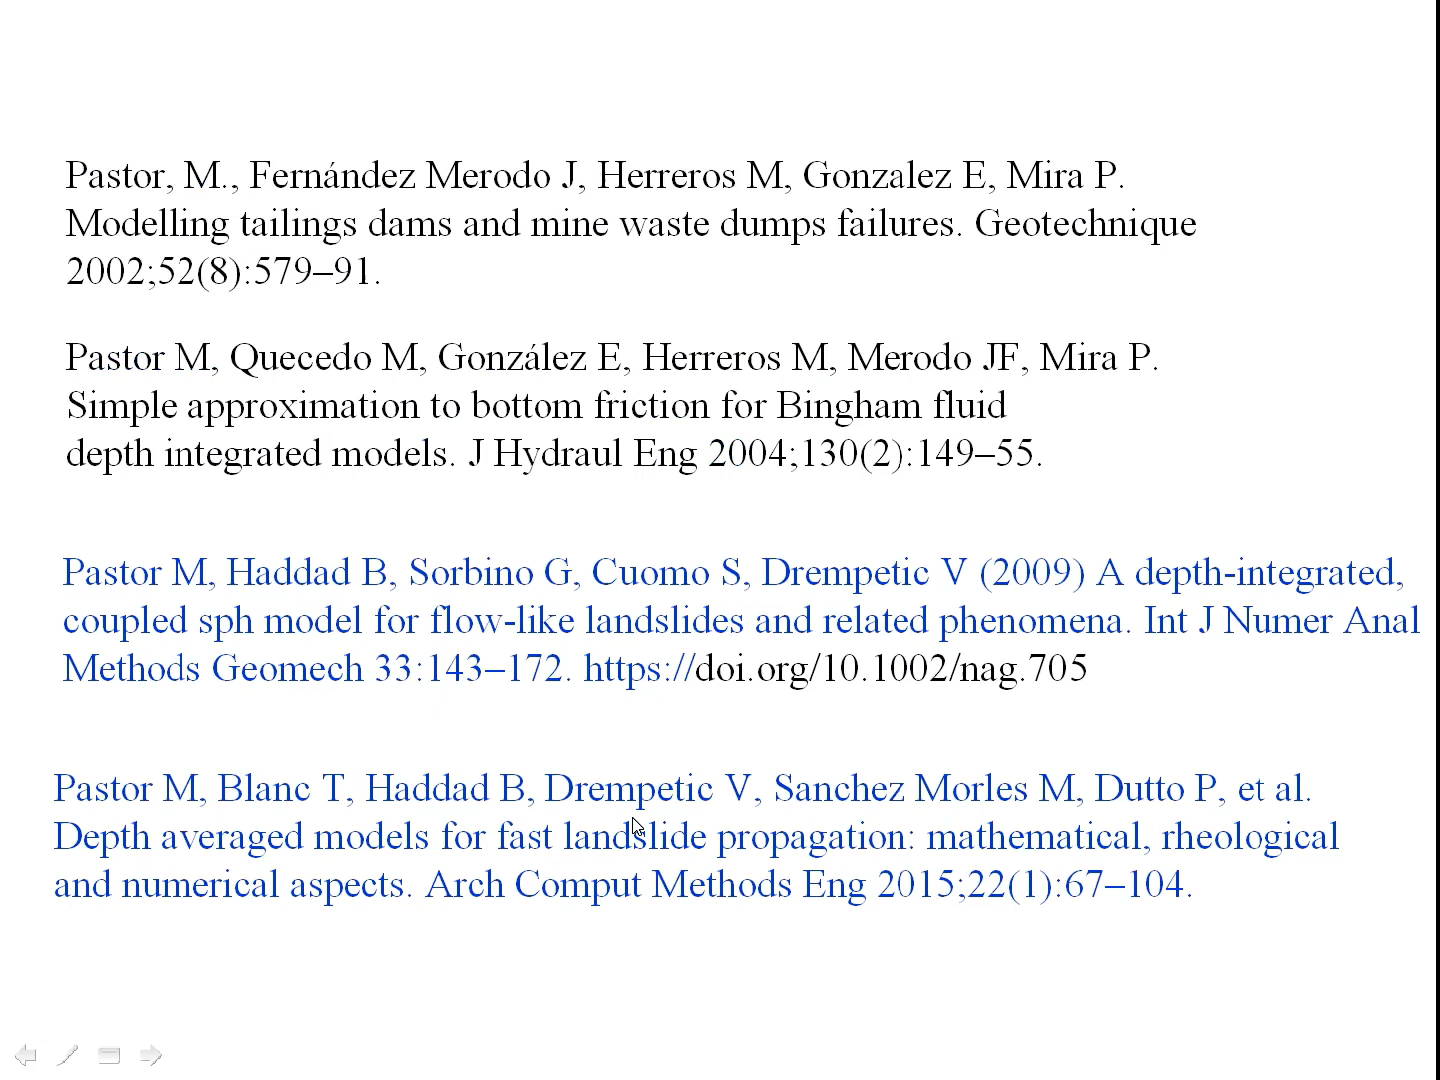 Pastor, M., Fernández Merodo J, Herreros M, Gonzalez E, Mira P.
Modelling tailings dams and mine waste dumps failures. Geotechnique
2002;52(8):579–91.
Pastor M, Quecedo M, González E, Herreros M, Merodo JF, Mira P.
Simple approximation to bottom friction for Bingham fluid
depth integrated models. J Hydraul Eng 2004;130(2):149–55.
Pastor M, Haddad B, Sorbino G, Cuomo S, Drempetic V (2009) A depth-integrated,
coupled sph model for flow-like landslides and related phenomena. Int J Numer Anal
Methods Geomech 33:143–172. https://doi.org/10.1002/nag.705
Pastor M, Blanc T, Haddad B, Drempetic V, Sanchez Morles M, Dutto P, et al.
Depth averaged models for fast landslide propagation: mathematical, rheological
and numerical aspects. Arch Comput Methods Eng 2015;22(1):67–104.